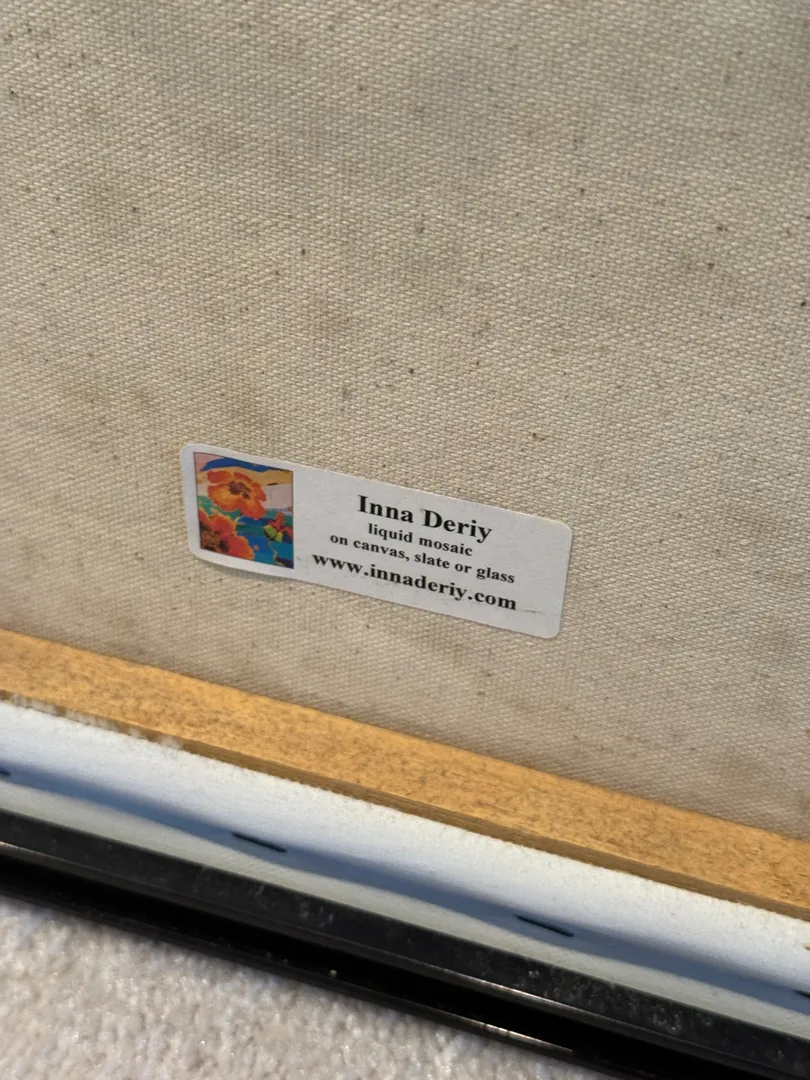 Inna Deriy
liquid mosaic
on canvas, slate or glass
www.innaderiy.com